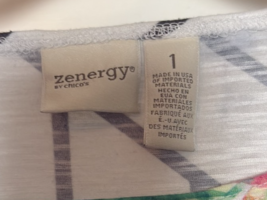 zenergy®
BY CHICO'S
1
MADE IN USA
OF IMPORTED
MATERIALS
HECHO EN
EUA CON
MATERIALES
IMPORTADOS
FABRIQUÉ AUX
É.-U.AVEC
DES MATÉRIAUX
IMPORTÉS